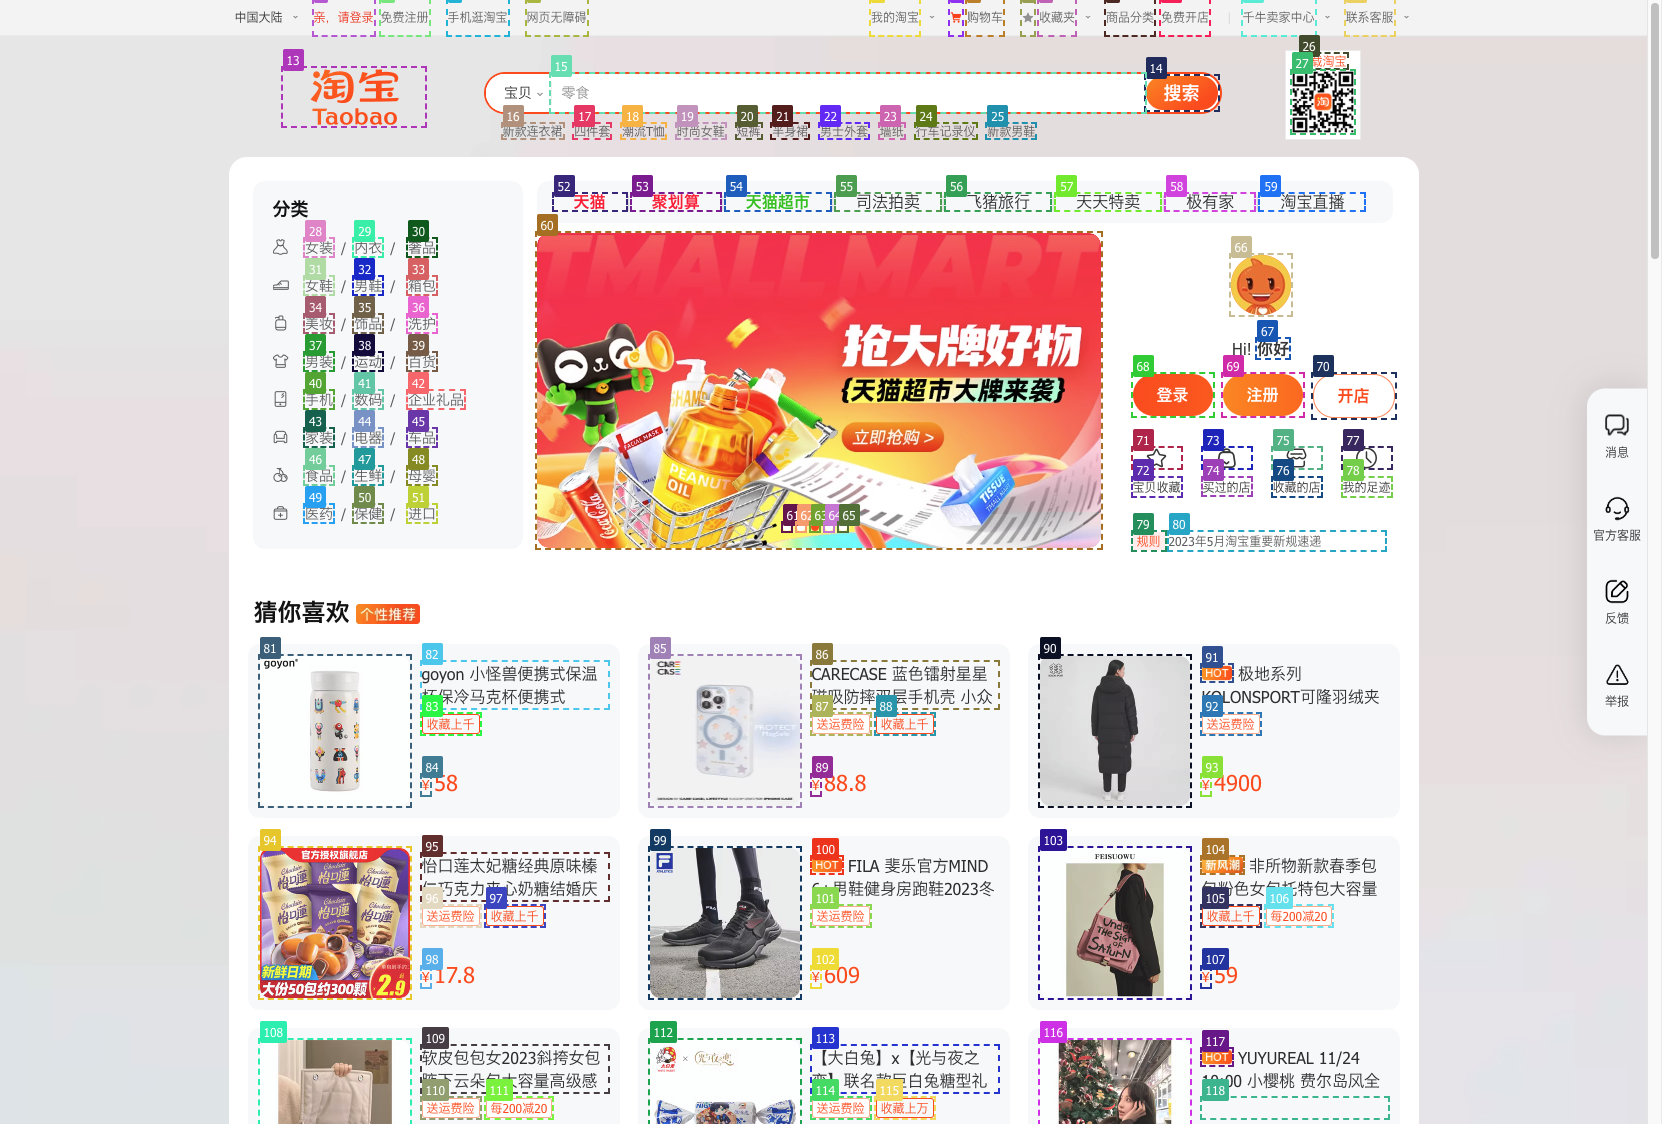 中国大陆
亲，请登录
免费注册
手机逛淘宝
网页无障碍
我的淘宝
购物车
收藏夹
商品分类
免费开店
千牛卖家中心
联系客服
13
淘宝
Taobao
宝贝
15
零食
14
搜索
26
27
淘宝
16 17 18 19 20 21 22 23 24 25
新款连衣裙 四件套 潮流T恤 时尚女鞋 短裤 半身裙 男士外套 墙纸 行车记录仪 新款男鞋
分类
28 29 30
女装 / 内衣 / 奢品
31 32 33
女鞋 / 男鞋 / 箱包
34 35 36
美妆 / 饰品 / 洗护
37 38 39
男装 / 运动 / 百货
40 41 42
手机 / 数码 / 企业礼品
43 44 45
家装 / 电器 / 车品
46 47 48
食品 / 生鲜 / 母婴
49 50 51
医药 / 保健 / 进口
52 53 54 55 56 57 58 59
天猫 聚划算 天猫超市 司法拍卖 飞猪旅行 天天特卖 极有家 淘宝直播
60
TMALL MART
抢大牌好物
{天猫超市大牌来袭}
立即抢购 >
SHAMP
FACIAL MASK
PEANUT
OIL
TISSUE
Coca-Cola
61 62 63 64 65
66
67
Hi! 你好
68 69 70
登录 注册 开店
71 73 75 77
72 74 76 78
宝贝收藏 买过的店 收藏的店 我的足迹
79 80
规则 2023年5月淘宝重要新规速递
消息
官方客服
反馈
举报
猜你喜欢 个性推荐
81
goyon
82
goyon 小怪兽便携式保温
杯保冷马克杯便携式
83
收藏上千
84
¥58
85
CARE
CASE
PROTECT
86
CARECASE 蓝色镭射星星
磁吸防摔双层手机壳 小众
87 88
送运费险 收藏上千
89
¥88.8
90
91
HOT 极地系列
KOLONSPORT可隆羽绒夹
92
送运费险
93
¥4900
94
官方授权旗舰店
怡口莲
新鲜日期
大份50包约300颗
2.9
95
怡口莲太妃糖经典原味榛
仁巧克力夹心奶糖结婚庆
96 97
送运费险 收藏上千
98
¥17.8
99
100
HOT FILA 斐乐官方MIND
6+男鞋健身房跑鞋2023冬
101
送运费险
102
¥609
103
FEISUOWU
Under
THE SIGN
OF
SATURN
104
新风潮 非所物新款春季包
包粉色女包托特包大容量
105 106
收藏上千 每200减20
107
¥59
108
109
软皮包包女2023斜挎女包
腋下云朵包大容量高级感
110 111
送运费险 每200减20
112
113
【大白兔】x【光与夜之
恋】联名款巨白兔糖型礼
114 115
送运费险 收藏上万
116
117
HOT YUYUREAL 11/24
10:00 小樱桃 费尔岛风全
118